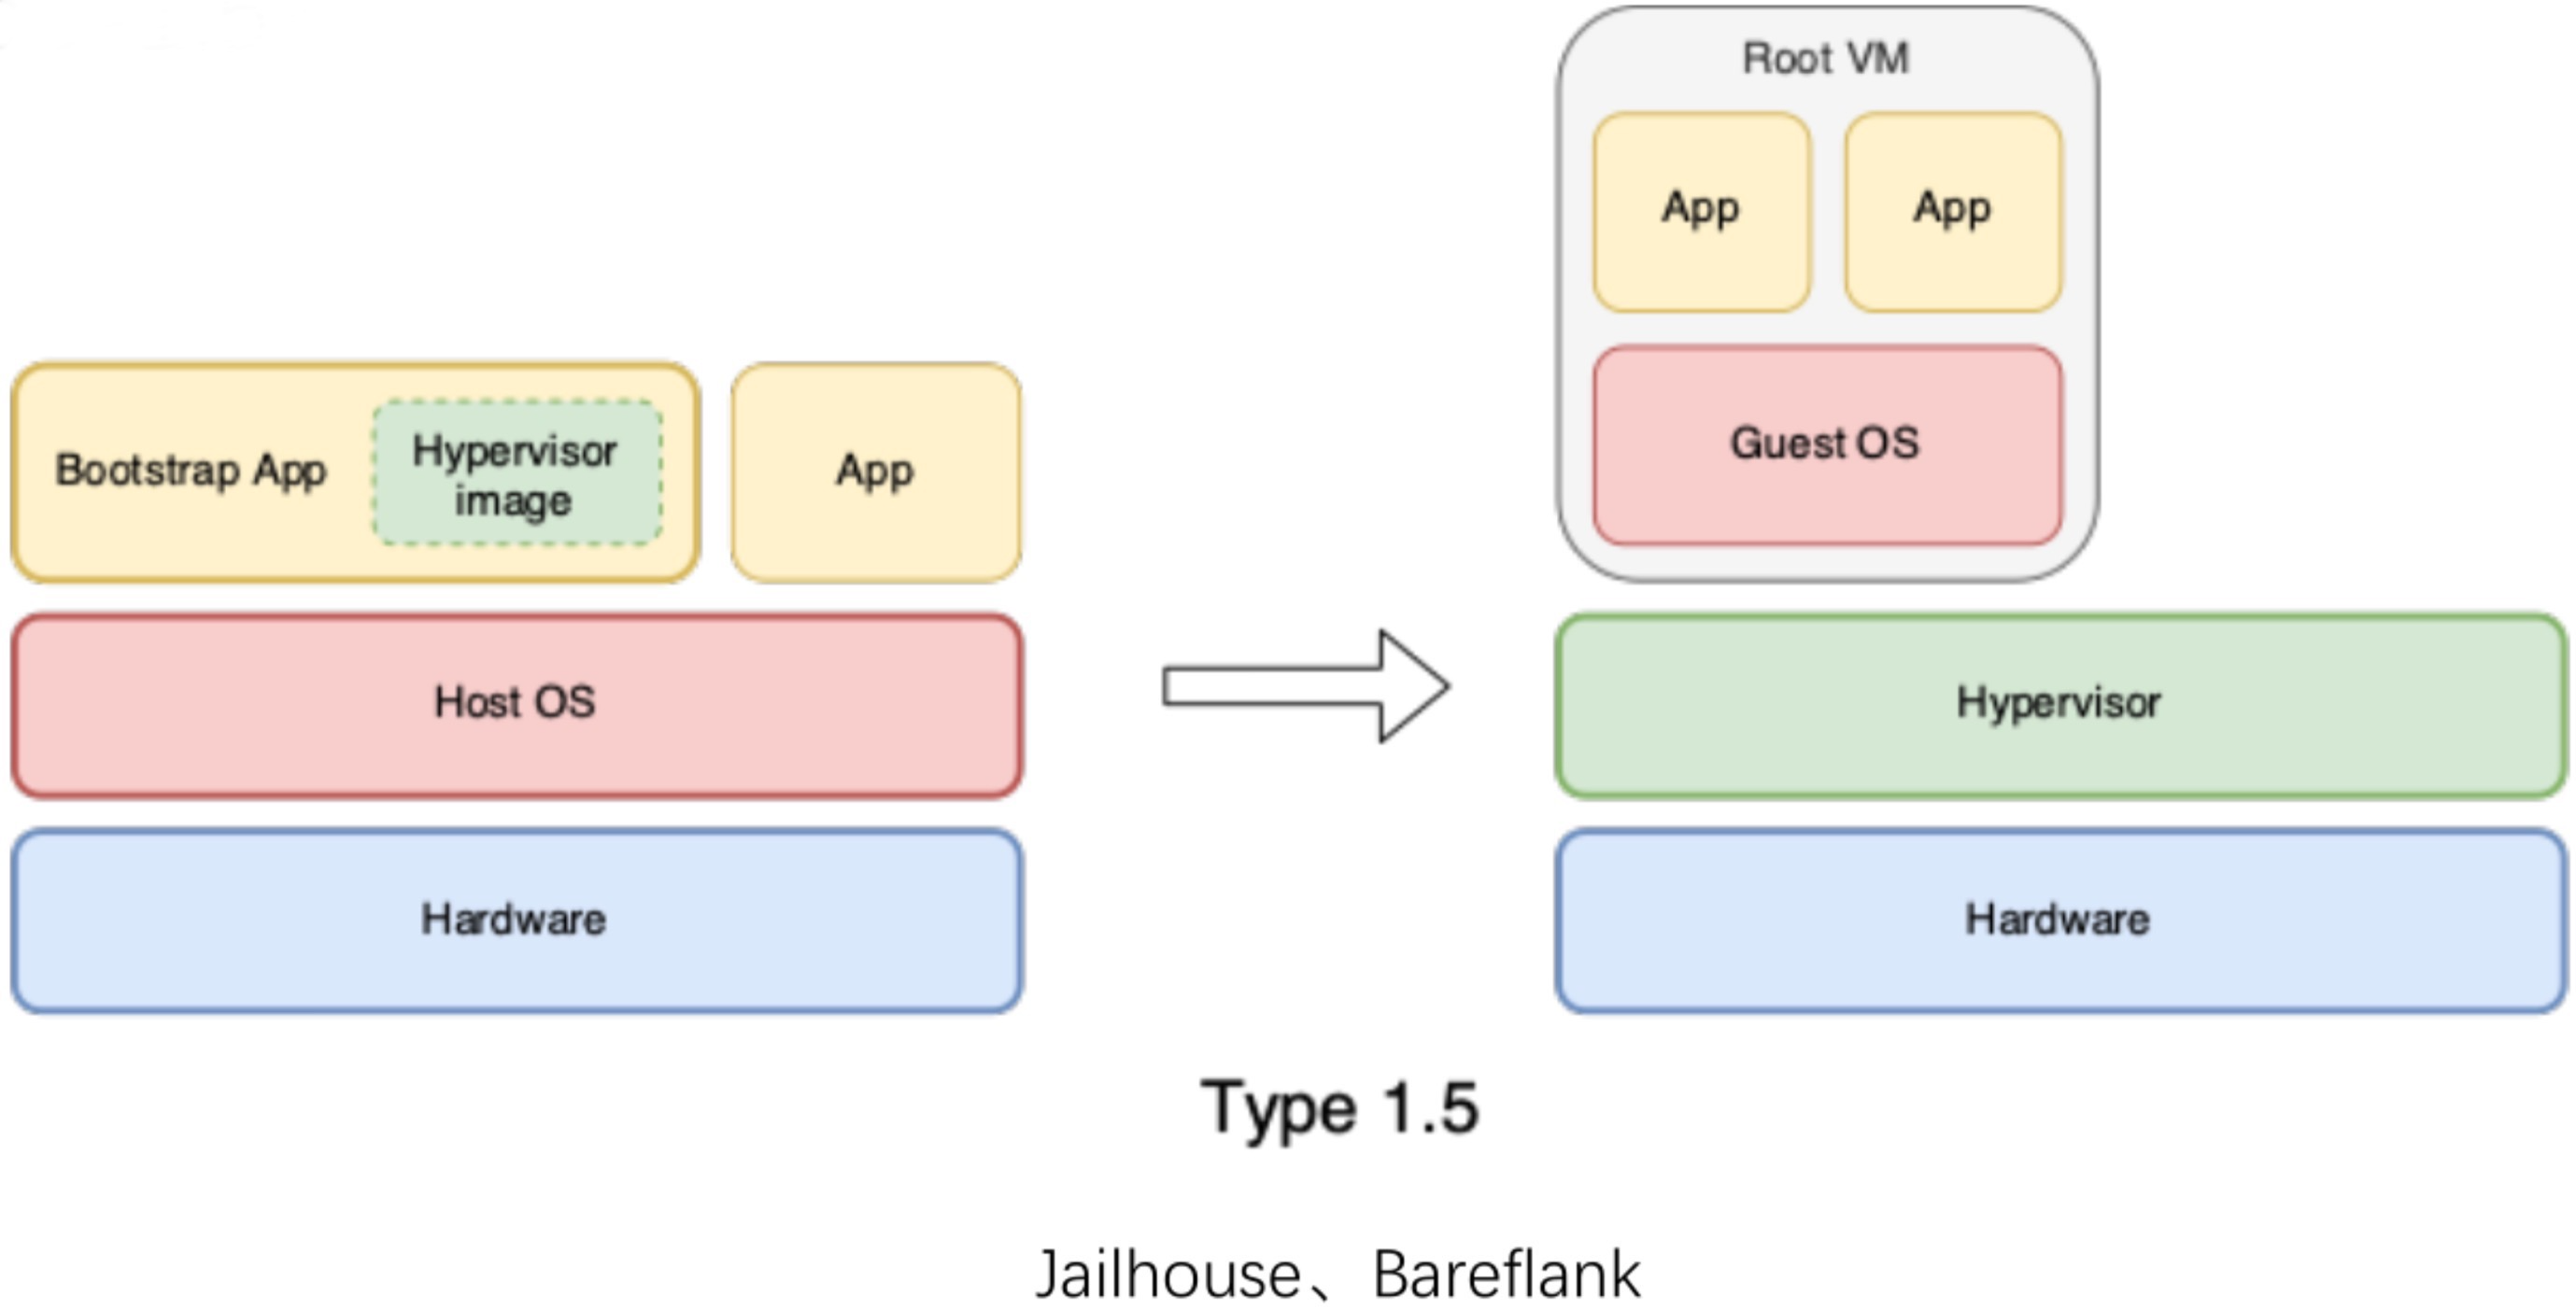 Bootstrap App
Hypervisor
image
App
Host OS
Hardware
Root VM
App
App
Guest OS
Hypervisor
Hardware
Type 1.5
Jailhouse、Bareflank